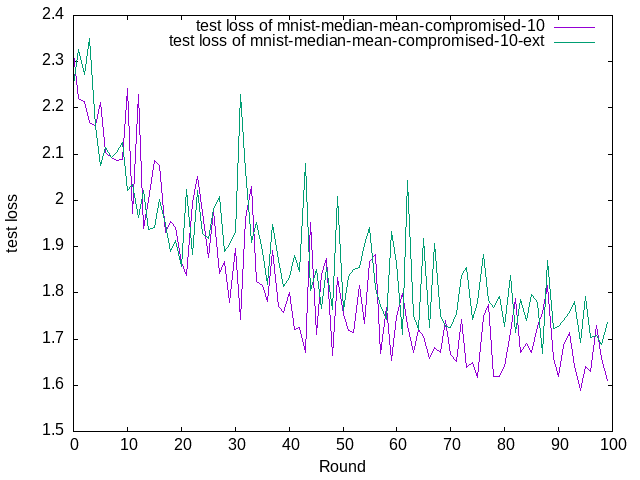 test loss of mnist-median-mean-compromised-10
test loss of mnist-median-mean-compromised-10-ext
2.4
2.3
2.2
2.1
2
1.9
1.8
1.7
1.6
1.5
test loss
0 10 20 30 40 50 60 70 80 90 100
Round